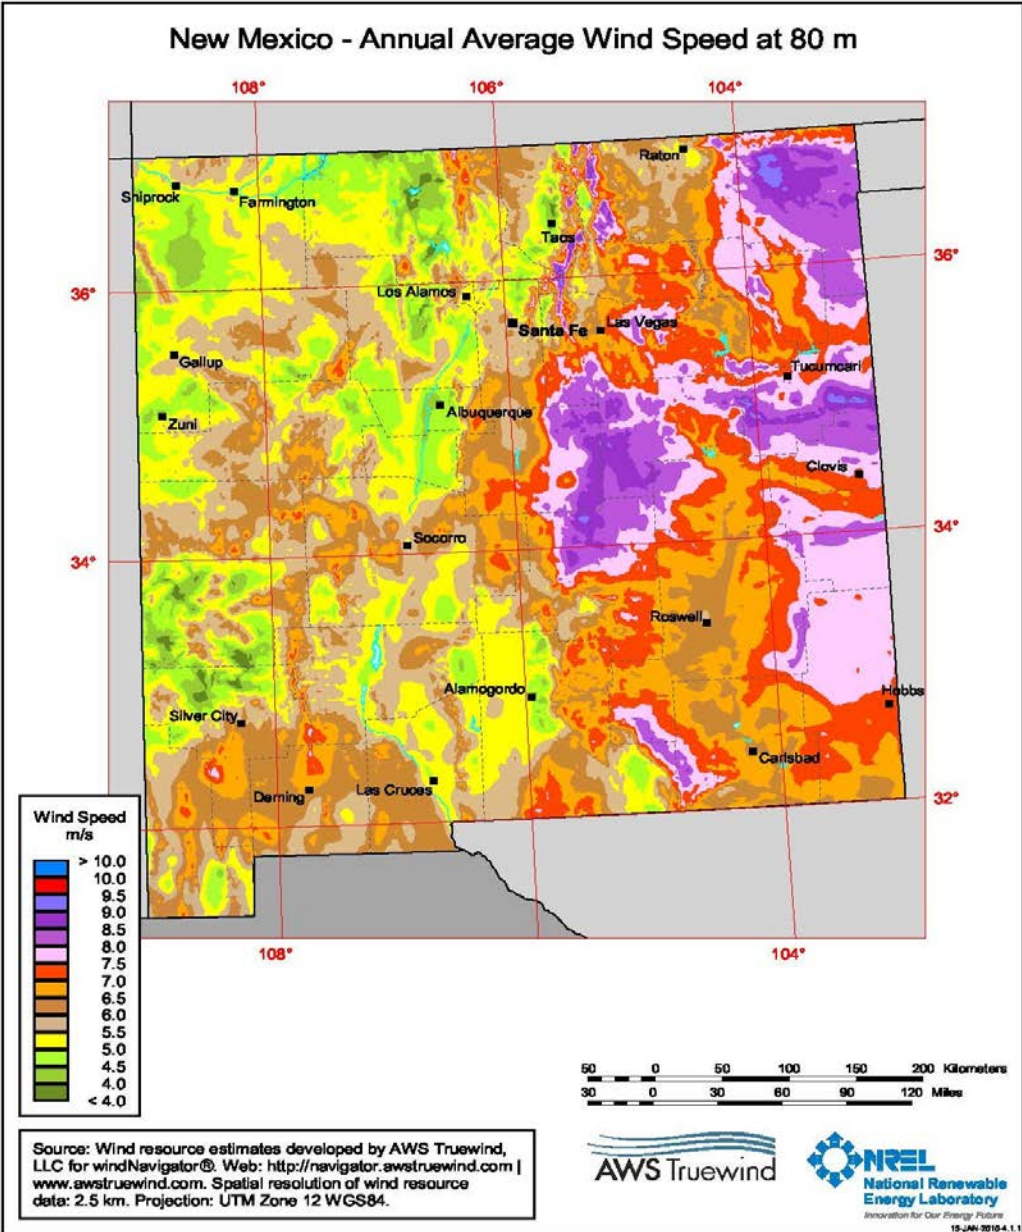 New Mexico - Annual Average Wind Speed at 80 m
108° 106° 104°
Raton
Shiprock
Farmington
Taos
36°
36°
Los Alamos
Santa Fe
Las Vegas
Gallup
Tucumcari
Albuquerque
Zuni
Clovis
34°
Socorro
34°
Roswell
Alamogordo
Hobbs
Silver City
Carlsbad
Deming
Las Cruces
32°
Wind Speed
m/s
> 10.0
10.0
9.5
9.0
8.5
8.0
7.5
7.0
6.5
6.0
5.5
5.0
4.5
4.0
< 4.0
108° 104°
50 0 50 100 150 200 Kilometers
30 0 30 60 90 120 Miles
Source: Wind resource estimates developed by AWS Truewind,
LLC for windNavigator®. Web: http://navigator.awstruewind.com |
www.awstruewind.com. Spatial resolution of wind resource
data: 2.5 km. Projection: UTM Zone 12 WGS84.
AWS Truewind
NREL
National Renewable
Energy Laboratory
Innovation for Our Energy Future
15-JAN-2010-4.1.1